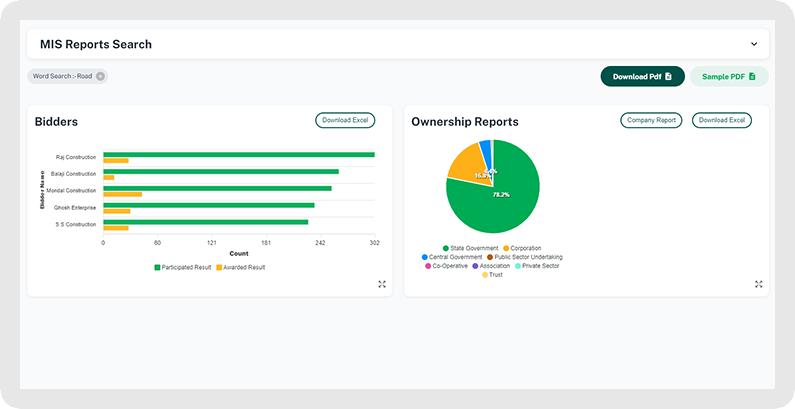 MIS Reports Search
Word Search :- Road
Download Pdf
Sample PDF
Bidders
Download Excel
Bidder Name
Raj Construction
Balaji Construction
Mondal Construction
Ghosh Enterprise
S S Construction
0 60 121 181 242 302
Count
Participated Result Awarded Result
Ownership Reports
Company Report
Download Excel
78.2%
State Government Corporation
Central Government Public Sector Undertaking
Co-Operative Association Private Sector
Trust